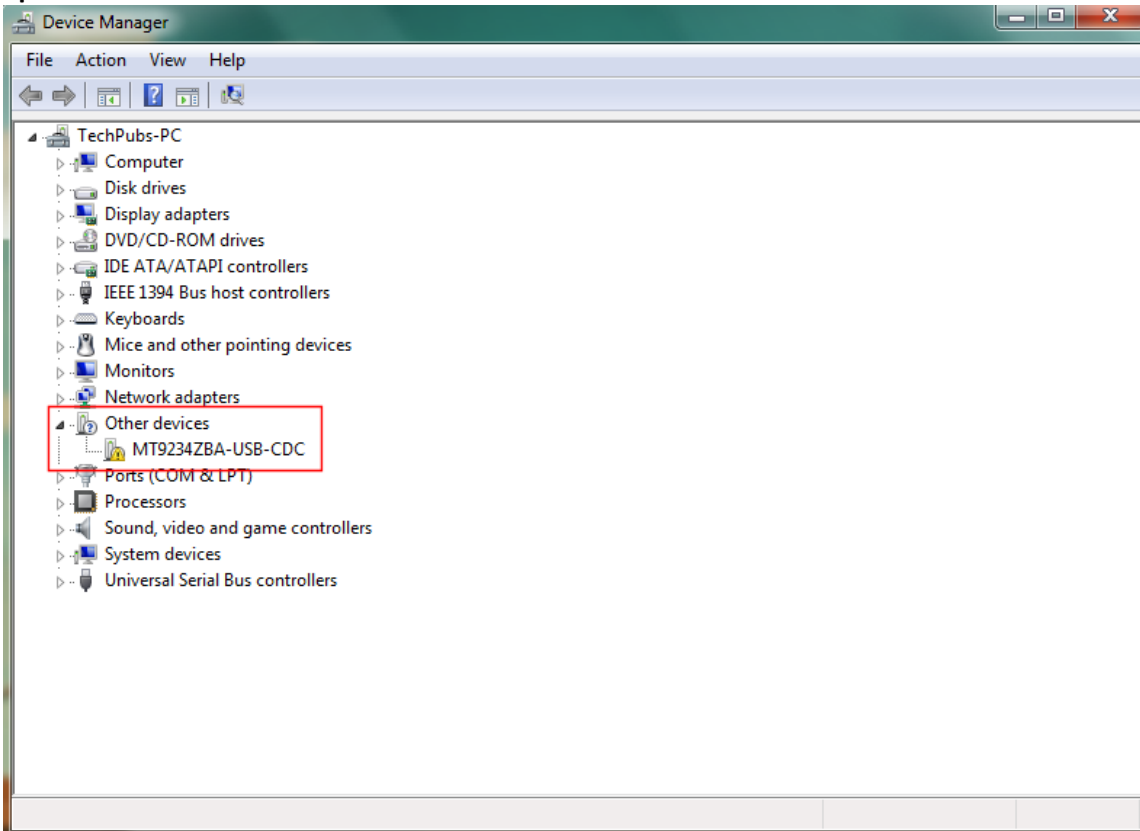 Device Manager
File Action View Help
TechPubs-PC
Computer
Disk drives
Display adapters
DVD/CD-ROM drives
IDE ATA/ATAPI controllers
IEEE 1394 Bus host controllers
Keyboards
Mice and other pointing devices
Monitors
Network adapters
Other devices
MT9234ZBA-USB-CDC
Ports (COM & LPT)
Processors
Sound, video and game controllers
System devices
Universal Serial Bus controllers